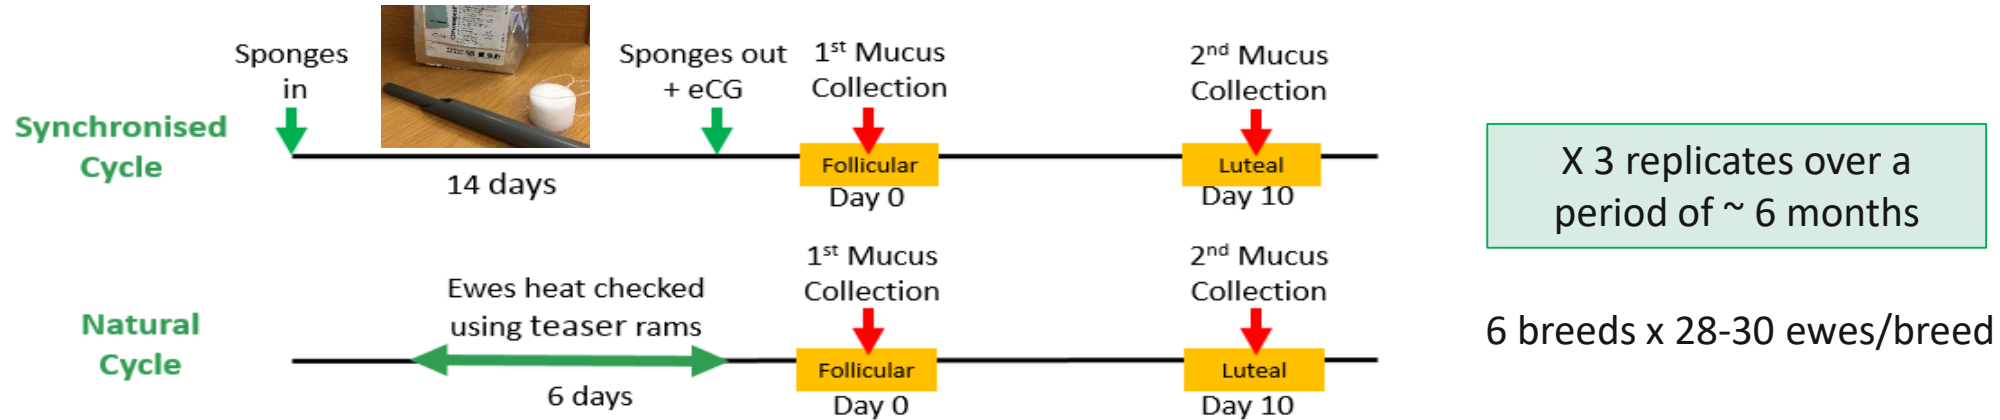 Sponges
in
Sponges out
+ eCG
1st Mucus
Collection
2nd Mucus
Collection
Synchronised
Cycle
14 days
Follicular
Day 0
Luteal
Day 10
X 3 replicates over a
period of ~ 6 months
Ewes heat checked
using teaser rams
1st Mucus
Collection
2nd Mucus
Collection
Natural
Cycle
6 days
Follicular
Day 0
Luteal
Day 10
6 breeds x 28-30 ewes/breed